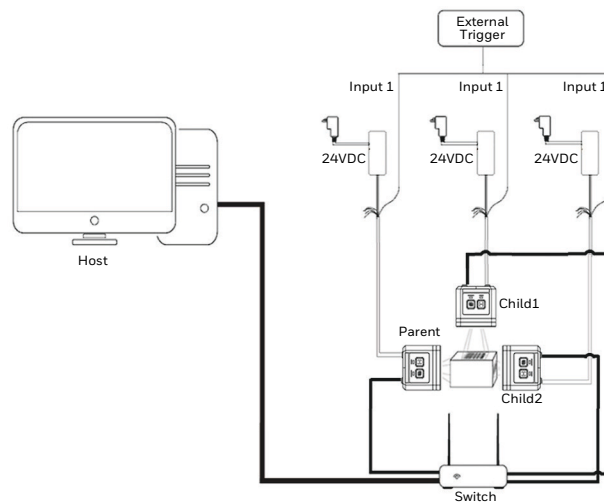 External
Trigger
Input 1
Input 1
Input 1
24VDC
24VDC
24VDC
Host
Child1
Parent
Child2
Switch